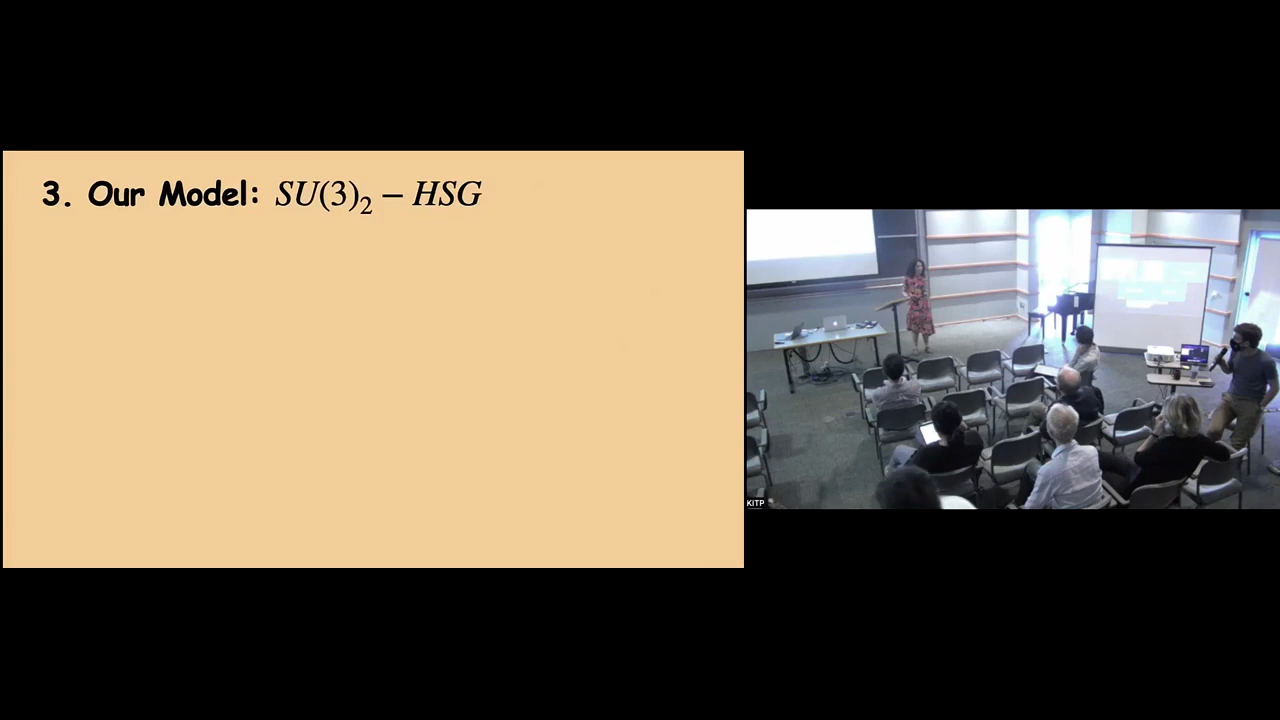 3. Our Model: SU(3)₂ – HSG
KITP